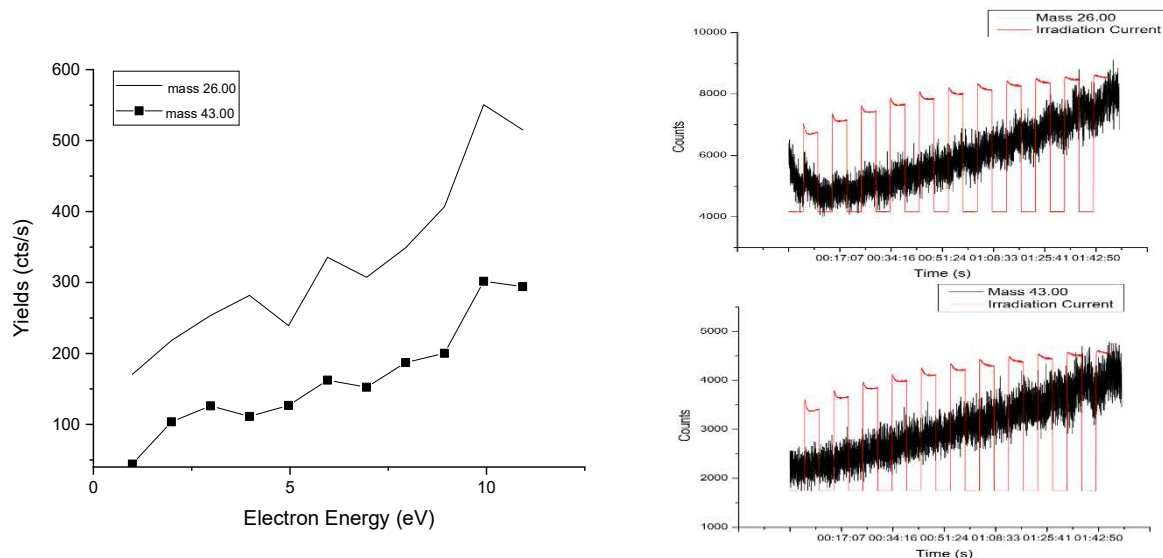 600
500
400
300
200
100
0
5
10
Yields (cts/s)
Electron Energy (eV)
mass 26.00
mass 43.00
Mass 26.00
Irradiation Current
10000
8000
6000
4000
Counts
00:17:07 00:34:16 00:51:24 01:08:33 01:25:41 01:42:50
Time (s)
Mass 43.00
Irradiation Current
5000
4000
3000
2000
1000
Counts
00:17:07 00:34:16 00:51:24 01:08:33 01:25:41 01:42:50
Time (s)